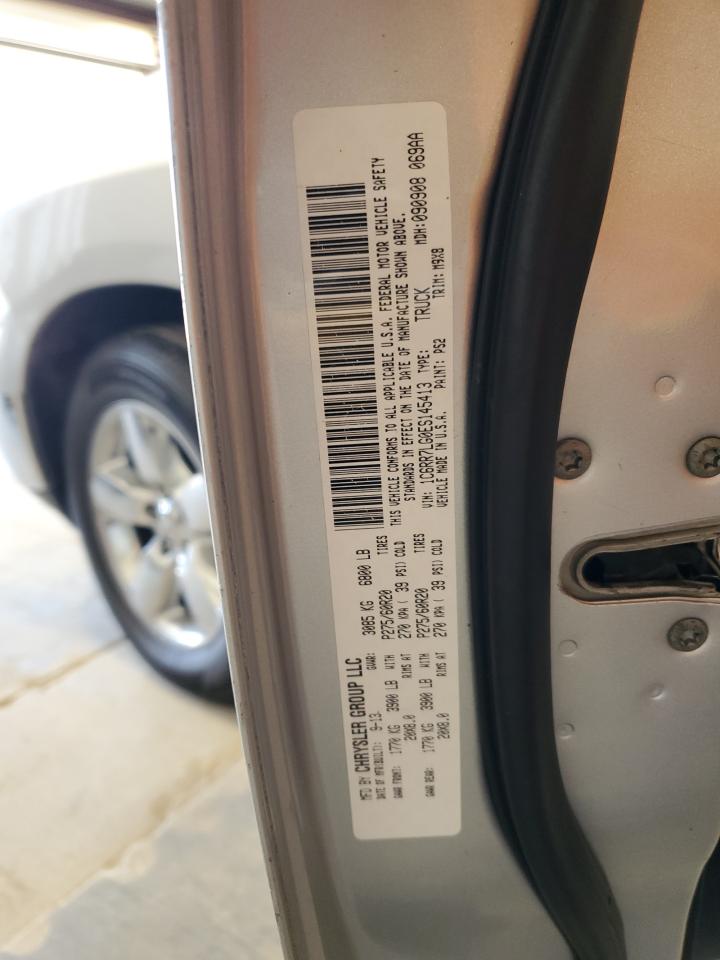 MFD BY CHRYSLER GROUP LLC
DATE OF MFR(BUILT): 9-13 GVWR: 3085 KG 6800 LB
GAWR FRONT: 1770 KG 3900 LB WITH P275/60R20 TIRES
20X8.0 RIMS AT 270 KPA ( 39 PSI) COLD
GAWR REAR: 1770 KG 3900 LB WITH P275/60R20 TIRES
20X8.0 RIMS AT 270 KPA ( 39 PSI) COLD
THIS VEHICLE CONFORMS TO ALL APPLICABLE U.S.A. FEDERAL MOTOR VEHICLE SAFETY
STANDARDS IN EFFECT ON THE DATE OF MANUFACTURE SHOWN ABOVE.
VIN: 1C6RR7LG0ES145413 TYPE: TRUCK MDH: 090908 069AA
VEHICLE MADE IN U.S.A. PAINT: PS2 TRIM: M9X8